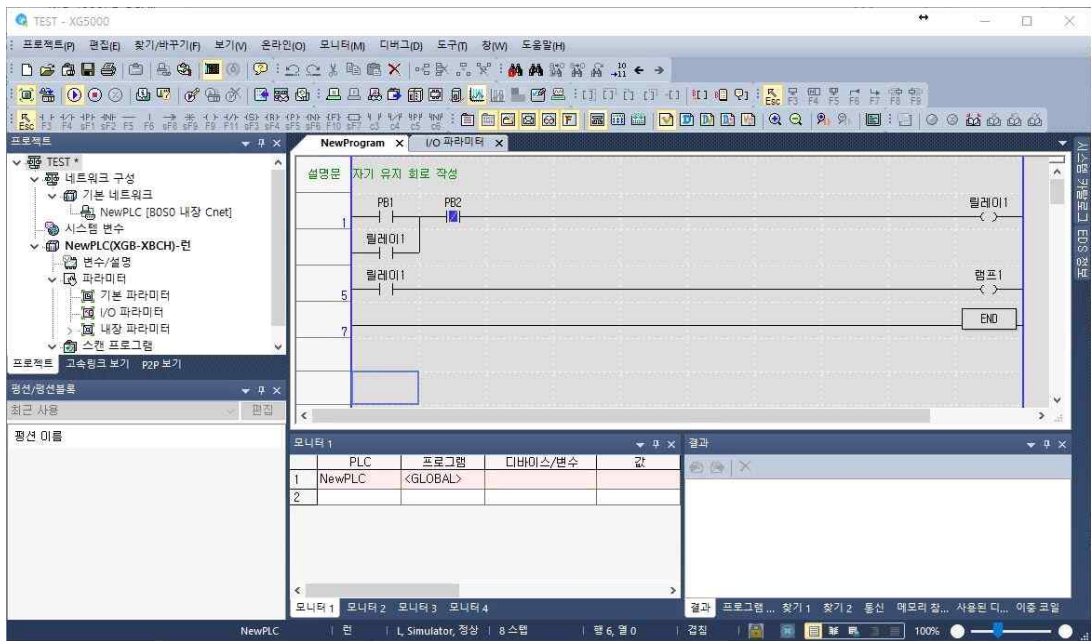 TEST - XG5000
프로젝트(P) 편집(E) 찾기/바꾸기(F) 보기(V) 온라인(O) 모니터(M) 디버그(D) 도구(T) 창(W) 도움말(H)
프로젝트
TEST *
네트워크 구성
기본 네트워크
NewPLC [B0S0 내장 Cnet]
시스템 변수
NewPLC(XGB-XBCH)-런
변수/설명
파라미터
기본 파라미터
I/O 파라미터
내장 파라미터
스캔 프로그램
프로젝트 고속링크 보기 P2P 보기
펑션/펑션블록
최근 사용 편집
펑션 이름
NewProgram I/O 파라미터
설명문 자기 유지 회로 작성
PB1 PB2 릴레이1
1
릴레이1
릴레이1 램프1
5
END
7
시스템 카탈로그
EDS 정보
모니터 1
PLC 프로그램 디바이스/변수 값
1 NewPLC <GLOBAL>
2
모니터 1 모니터 2 모니터 3 모니터 4
결과
결과 프로그램 ... 찾기 1 찾기 2 통신 메모리 참... 사용된 디... 이중 코일
NewPLC 런 L, Simulator, 정상 8 스텝 행 6, 열 0 겹침 100%